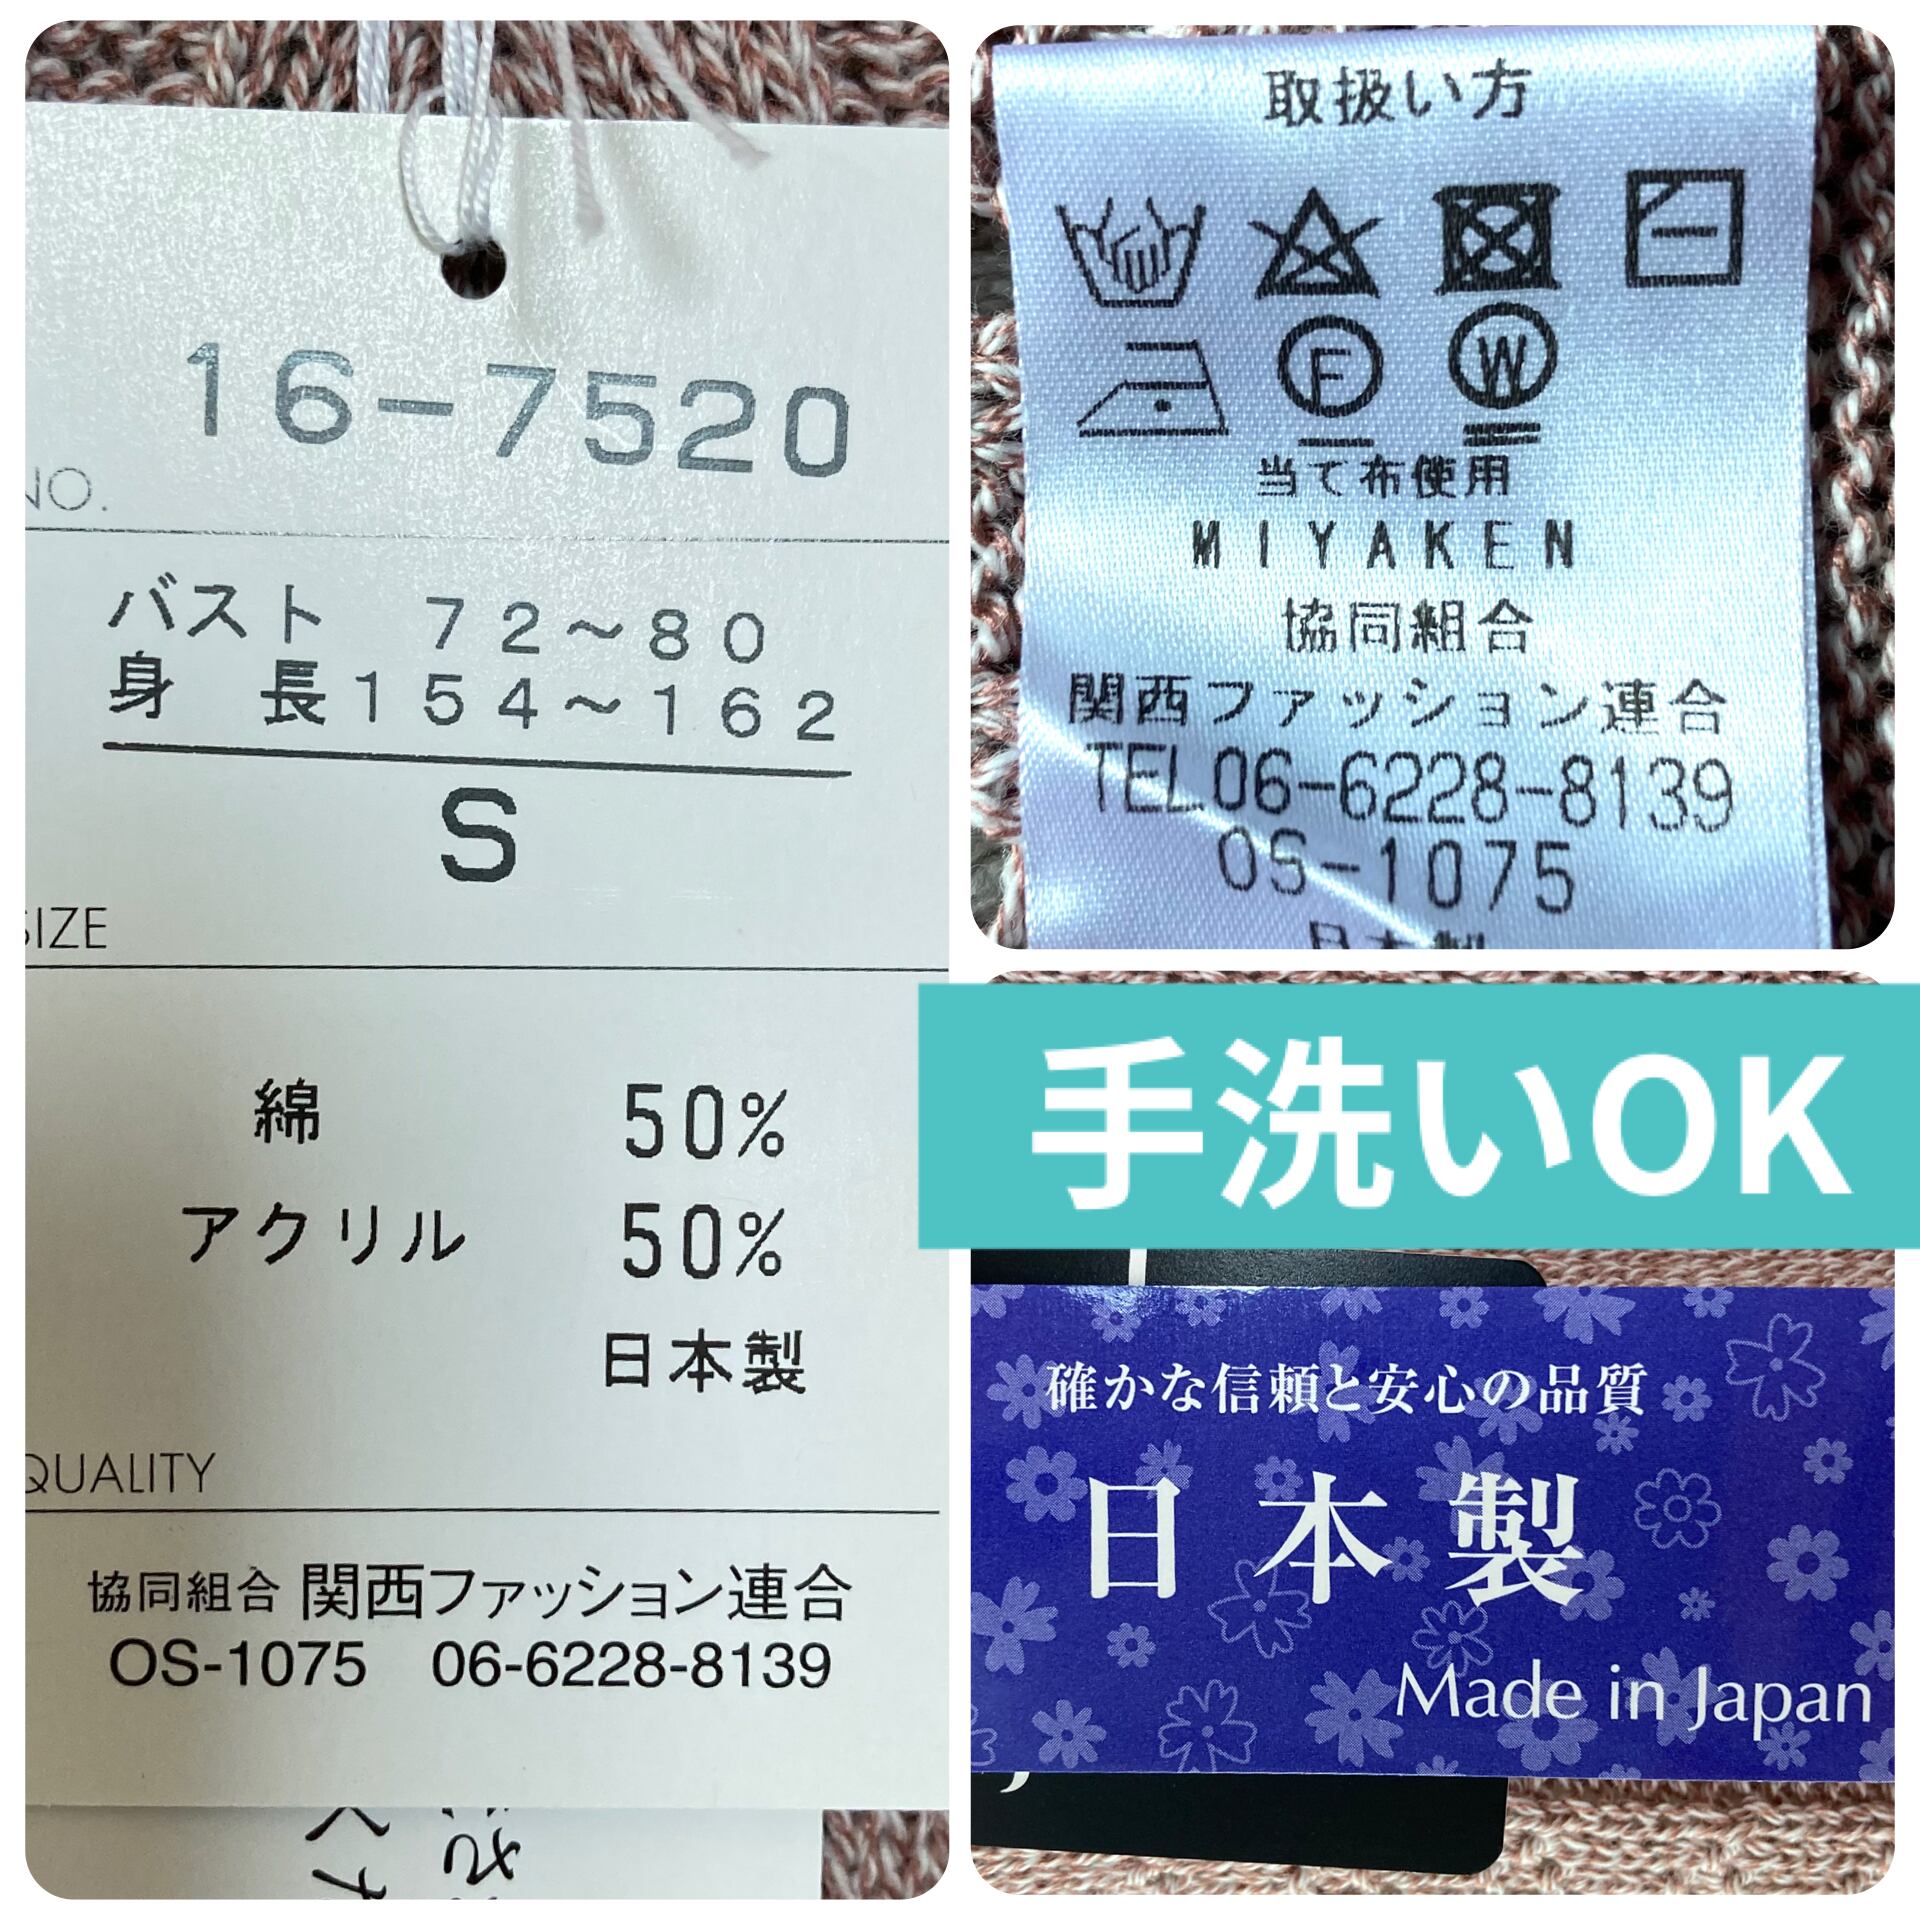 16-7520
NO.
バスト 72~80
身 長154~162
S
SIZE
綿 50%
アクリル 50%
日本製
QUALITY
協同組合 関西ファッション連合
OS-1075 06-6228-8139
取扱い方
F
W
当て布使用
MIYAKEN
協同組合
関西ファッション連合
TEL06-6228-8139
OS-1075
日本製
手洗いOK
確かな信頼と安心の品質
日本製
Made in Japan